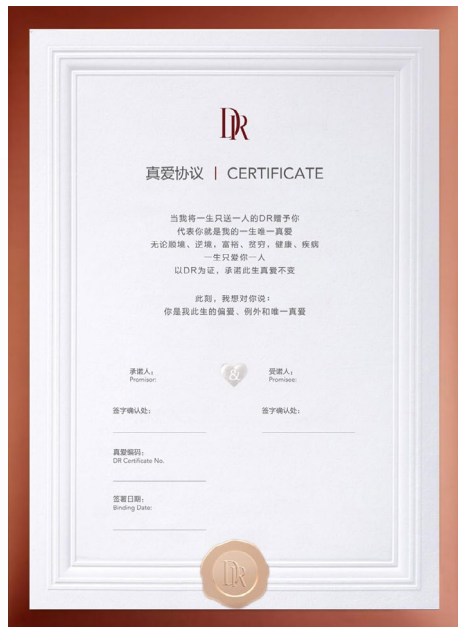 DR
真爱协议 | CERTIFICATE
当我将一生只送一人的DR赠予你
代表你就是我的一生唯一真爱
无论顺境、逆境，富裕、贫穷，健康、疾病
一生只爱你一人
以DR为证，承诺此生真爱不变
此刻，我想对你说：
你是我此生的偏爱、例外和唯一真爱
承诺人：
Promisor:
&
受诺人：
Promisee:
签字确认处：
签字确认处：
真爱编码：
DR Certificate No.
签署日期：
Binding Date:
DR